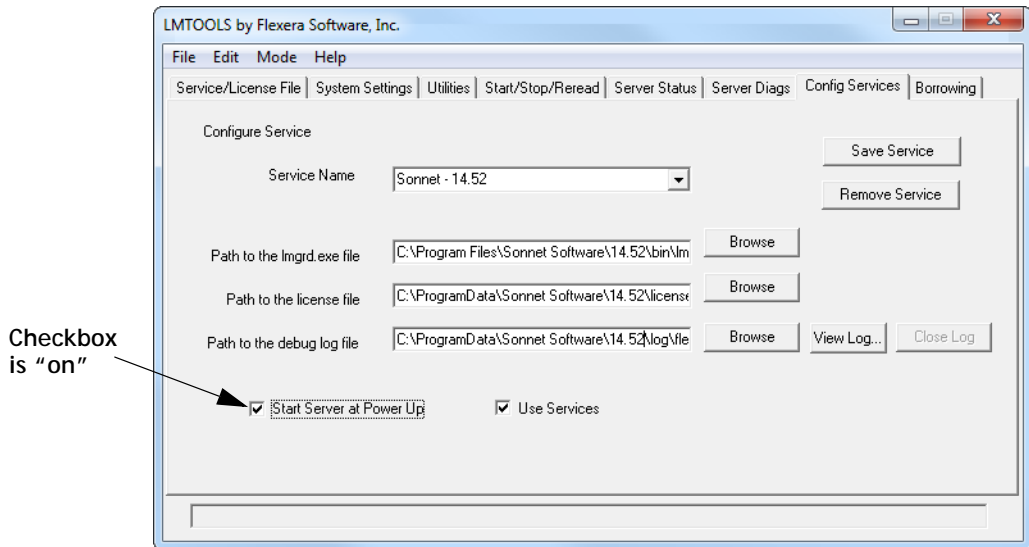 LMTOOLS by Flexera Software, Inc.
File Edit Mode Help
Service/License File System Settings Utilities Start/Stop/Reread Server Status Server Diags Config Services Borrowing
Configure Service
Save Service
Service Name Sonnet - 14.52
Remove Service
Path to the lmgrd.exe file C:\Program Files\Sonnet Software\14.52\bin\lm Browse
Path to the license file C:\ProgramData\Sonnet Software\14.52\license Browse
Path to the debug log file C:\ProgramData\Sonnet Software\14.52\log\fle Browse View Log... Close Log
Checkbox
is “on”
Start Server at Power Up Use Services